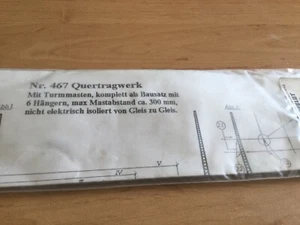 Nr. 467 Quertragwerk
Mit Turmmasten, komplett als Bausatz mit
6 Hängern, max Mastabstand ca. 300 mm,
nicht elektrisch isoliert von Gleis zu Gleis.